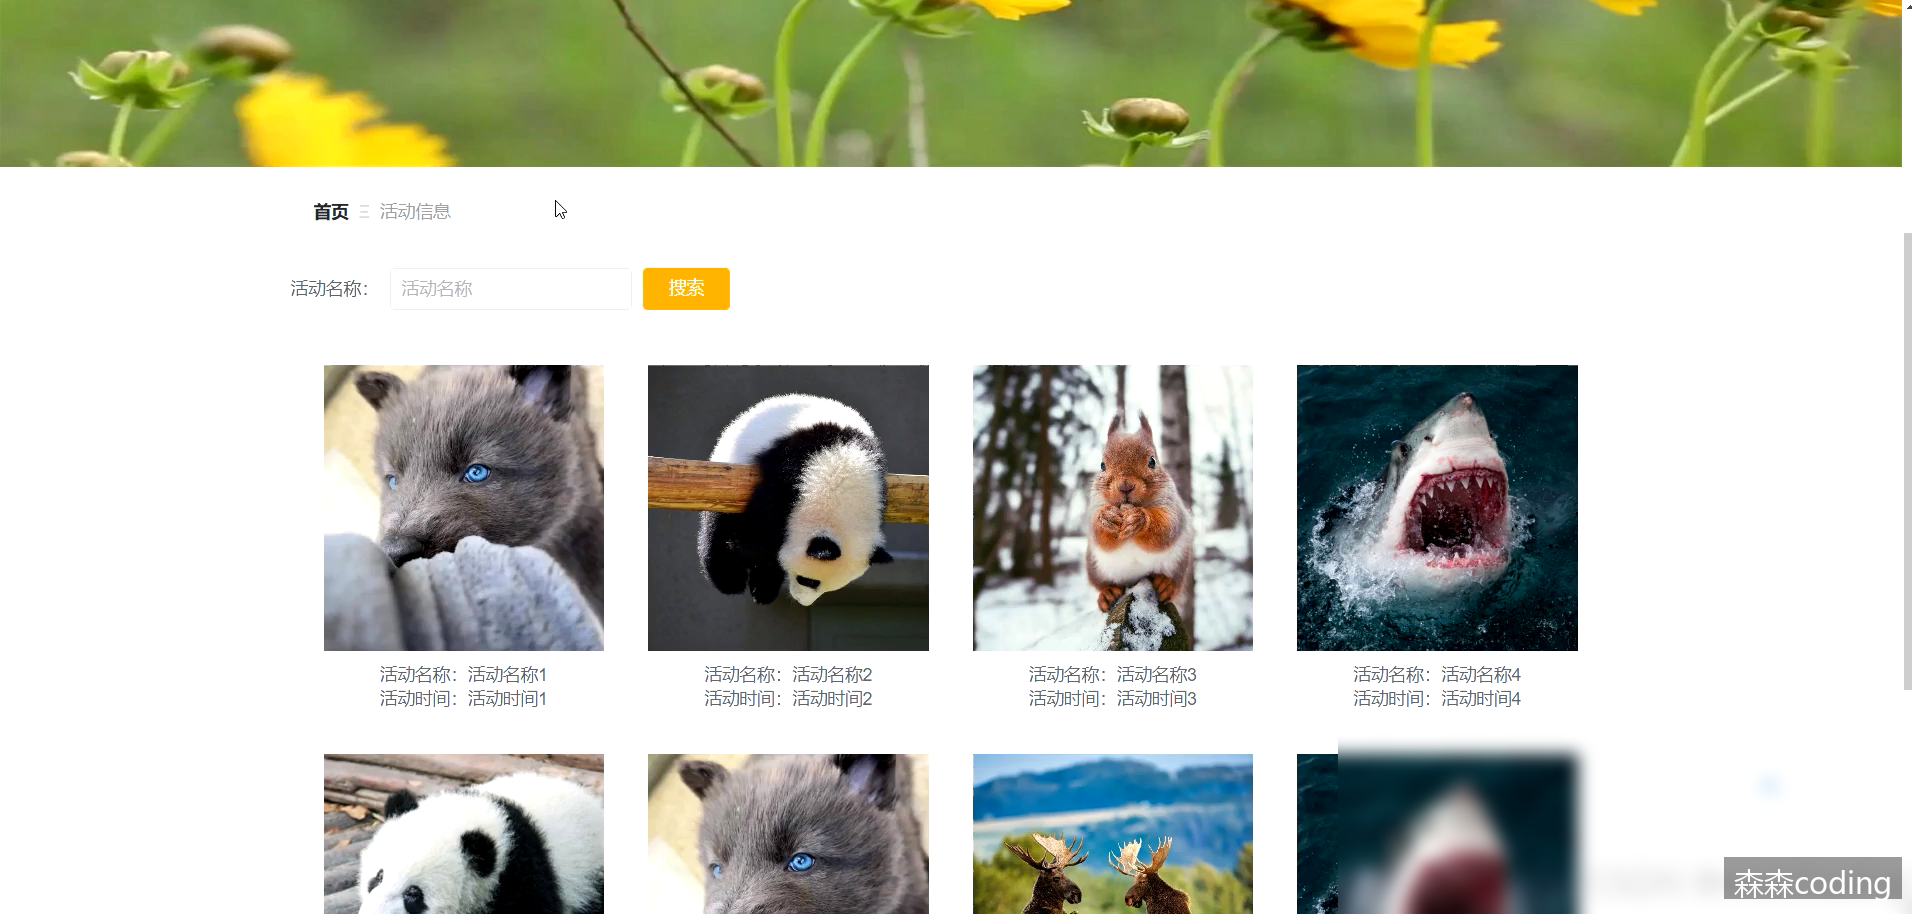 首页 Ξ 活动信息
活动名称： 活动名称 搜索
活动名称：活动名称1
活动时间：活动时间1
活动名称：活动名称2
活动时间：活动时间2
活动名称：活动名称3
活动时间：活动时间3
活动名称：活动名称4
活动时间：活动时间4
森森coding